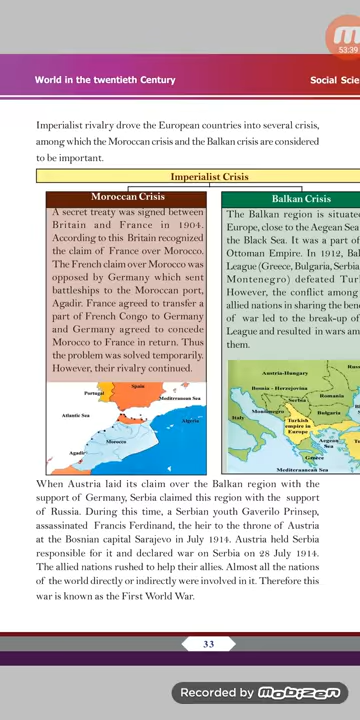 53:39
World in the twentieth Century
Social Scie
Imperialist rivalry drove the European countries into several crisis,
among which the Moroccan crisis and the Balkan crisis are considered
to be important.
Imperialist Crisis
Moroccan Crisis
A secret treaty was signed between
Britain and France in 1904.
According to this Britain recognized
the claim of France over Morocco.
The French claim over Morocco was
opposed by Germany which sent
battleships to the Moroccan port,
Agadir. France agreed to transfer a
part of French Congo to Germany
and Germany agreed to concede
Morocco to France in return. Thus
the problem was solved temporarily.
However, their rivalry continued.
Portugal
Spain
Mediterranean Sea
Atlantic Sea
Algeria
Morocco
Agadir
Balkan Crisis
The Balkan region is situate
Europe, close to the Aegean Sea
the Black Sea. It was a part of
Ottoman Empire. In 1912, Bal
League (Greece, Bulgaria, Serbia
Montenegro) defeated Turl
However, the conflict among
allied nations in sharing the bene
of war led to the break-up of
League and resulted in wars am
them.
Rus
Austria-Hungary
Bosnia - Herzegovina
Serbia
Montenegro
Bulgaria
Italy
Turkish
empire in
Europe
Aegean
Sea
Greece
Mediterranean Sea
When Austria laid its claim over the Balkan region with the
support of Germany, Serbia claimed this region with the support
of Russia. During this time, a Serbian youth Gaverilo Prinsep,
assassinated Francis Ferdinand, the heir to the throne of Austria
at the Bosnian capital Sarajevo in July 1914. Austria held Serbia
responsible for it and declared war on Serbia on 28 July 1914.
The allied nations rushed to help their allies. Almost all the nations
of the world directly or indirectly were involved in it. Therefore this
war is known as the First World War.
33
Recorded by mobizen